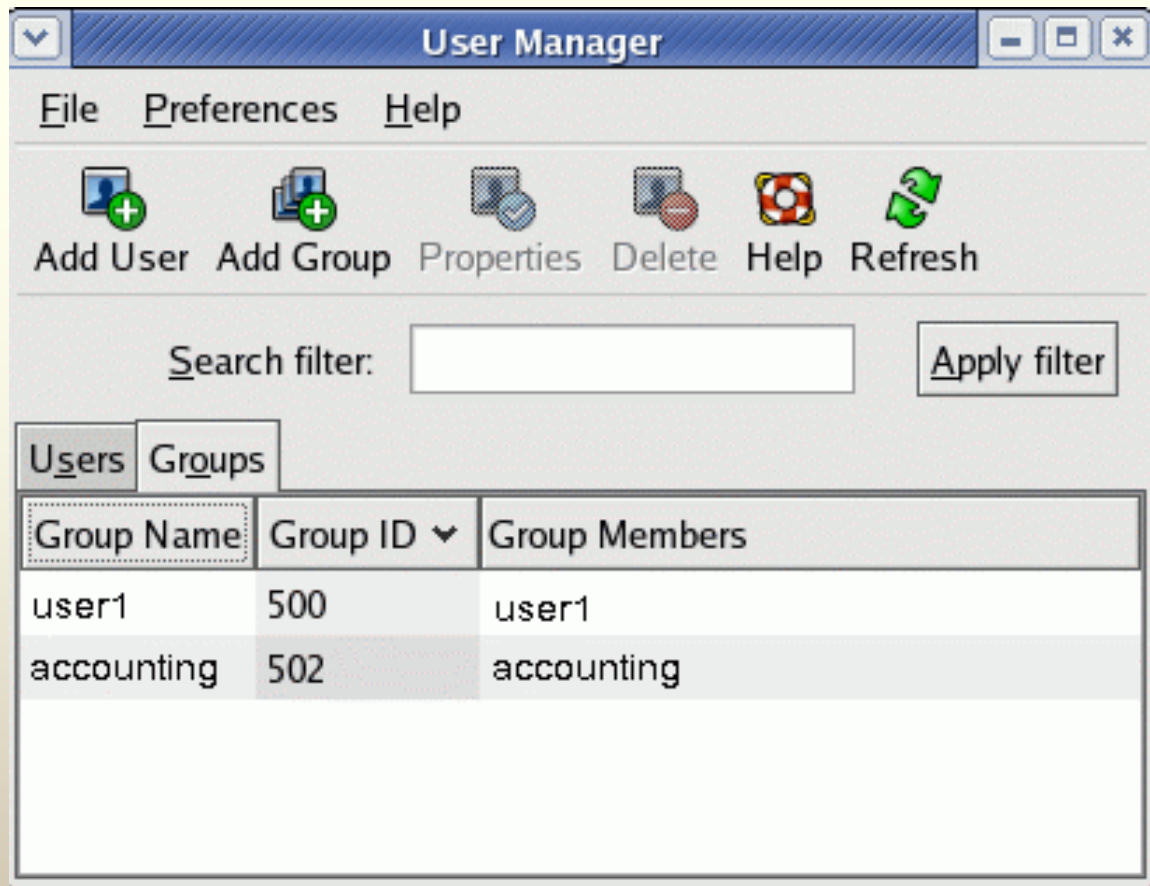 User Manager
File Preferences Help
Add User Add Group Properties Delete Help Refresh
Search filter: Apply filter
Users Groups
Group Name Group ID Group Members
user1 500 user1
accounting 502 accounting